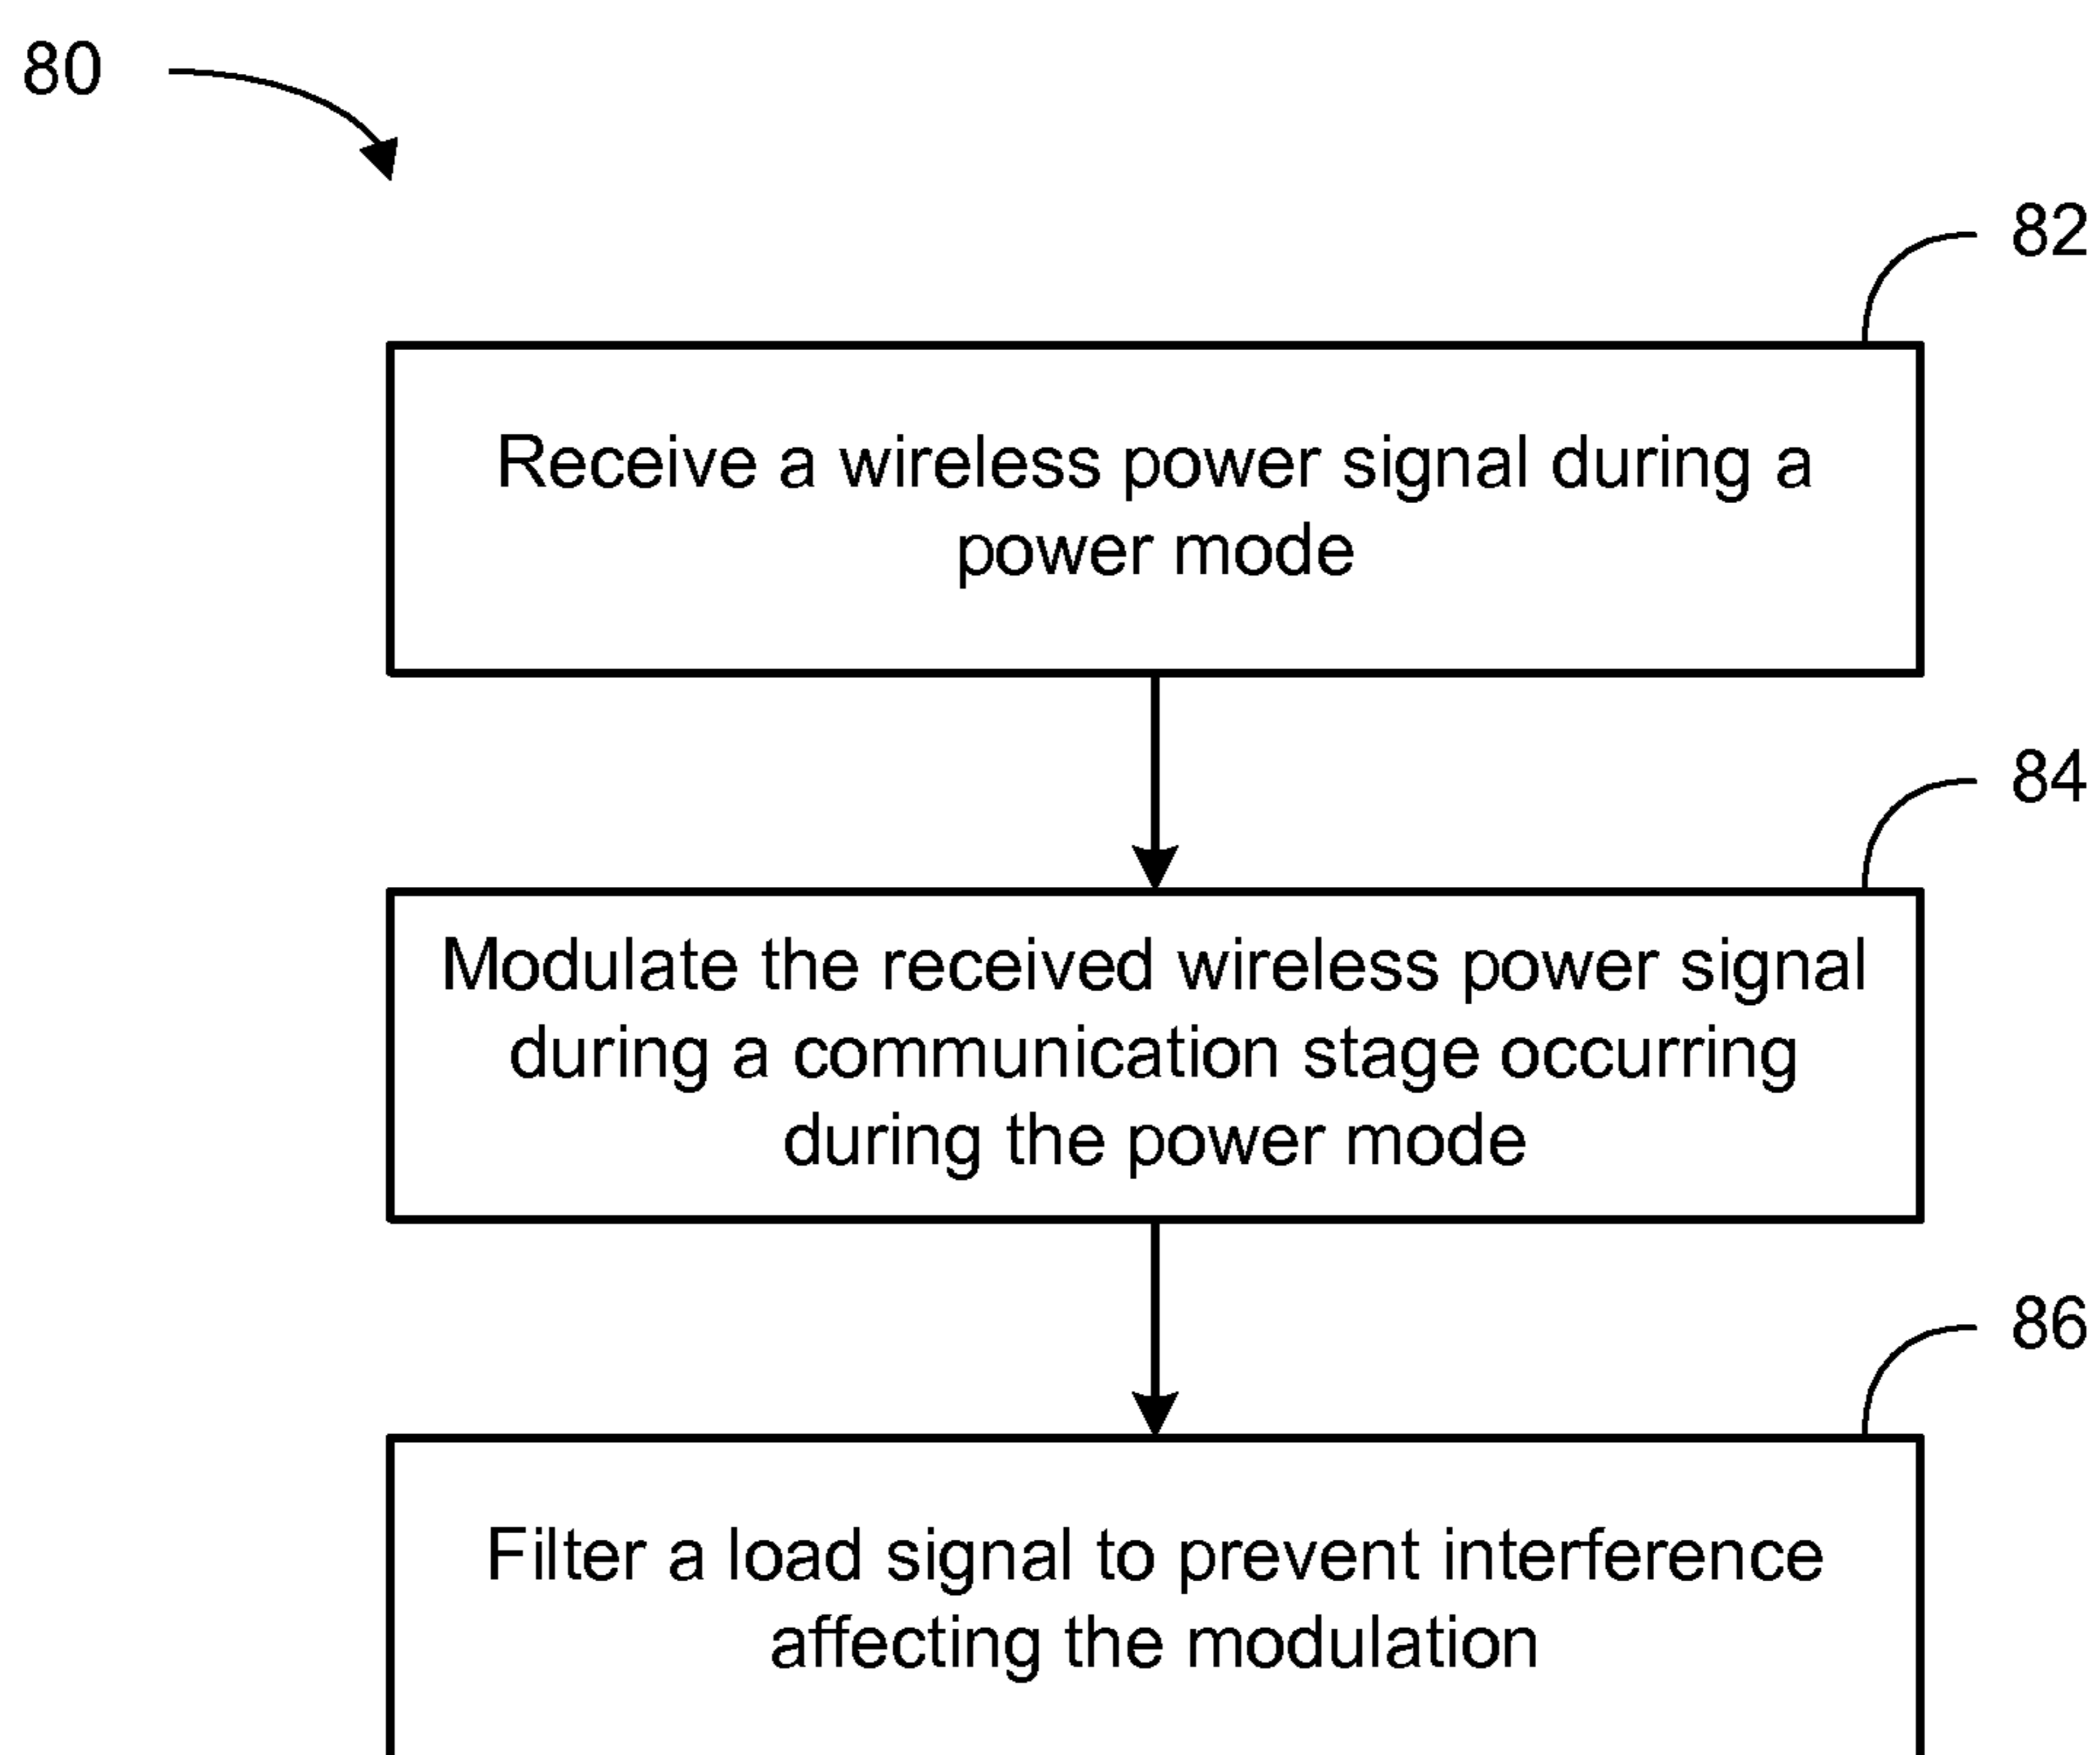 80
82
Receive a wireless power signal during a
power mode
84
Modulate the received wireless power signal
during a communication stage occurring
during the power mode
86
Filter a load signal to prevent interference
affecting the modulation